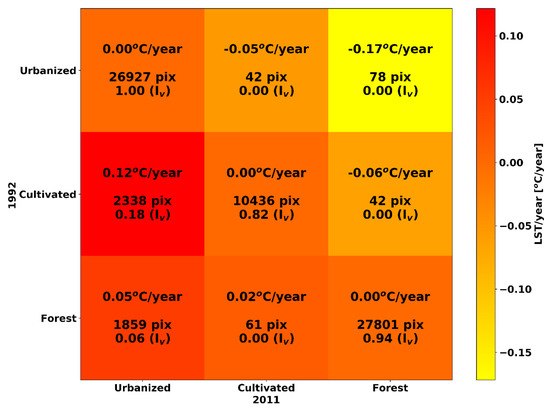 0.00°C/year -0.05°C/year -0.17°C/year
Urbanized
26927 pix 42 pix 78 pix
1.00 (Iv) 0.00 (Iv) 0.00 (Iv)
0.12°C/year 0.00°C/year -0.06°C/year
1992
Cultivated
2338 pix 10436 pix 42 pix
0.18 (Iv) 0.82 (Iv) 0.00 (Iv)
0.05°C/year 0.02°C/year 0.00°C/year
Forest
1859 pix 61 pix 27801 pix
0.06 (Iv) 0.00 (Iv) 0.94 (Iv)
Urbanized Cultivated Forest
2011
0.10
0.05
0.00
-0.05
-0.10
-0.15
LST/year [°C/year]